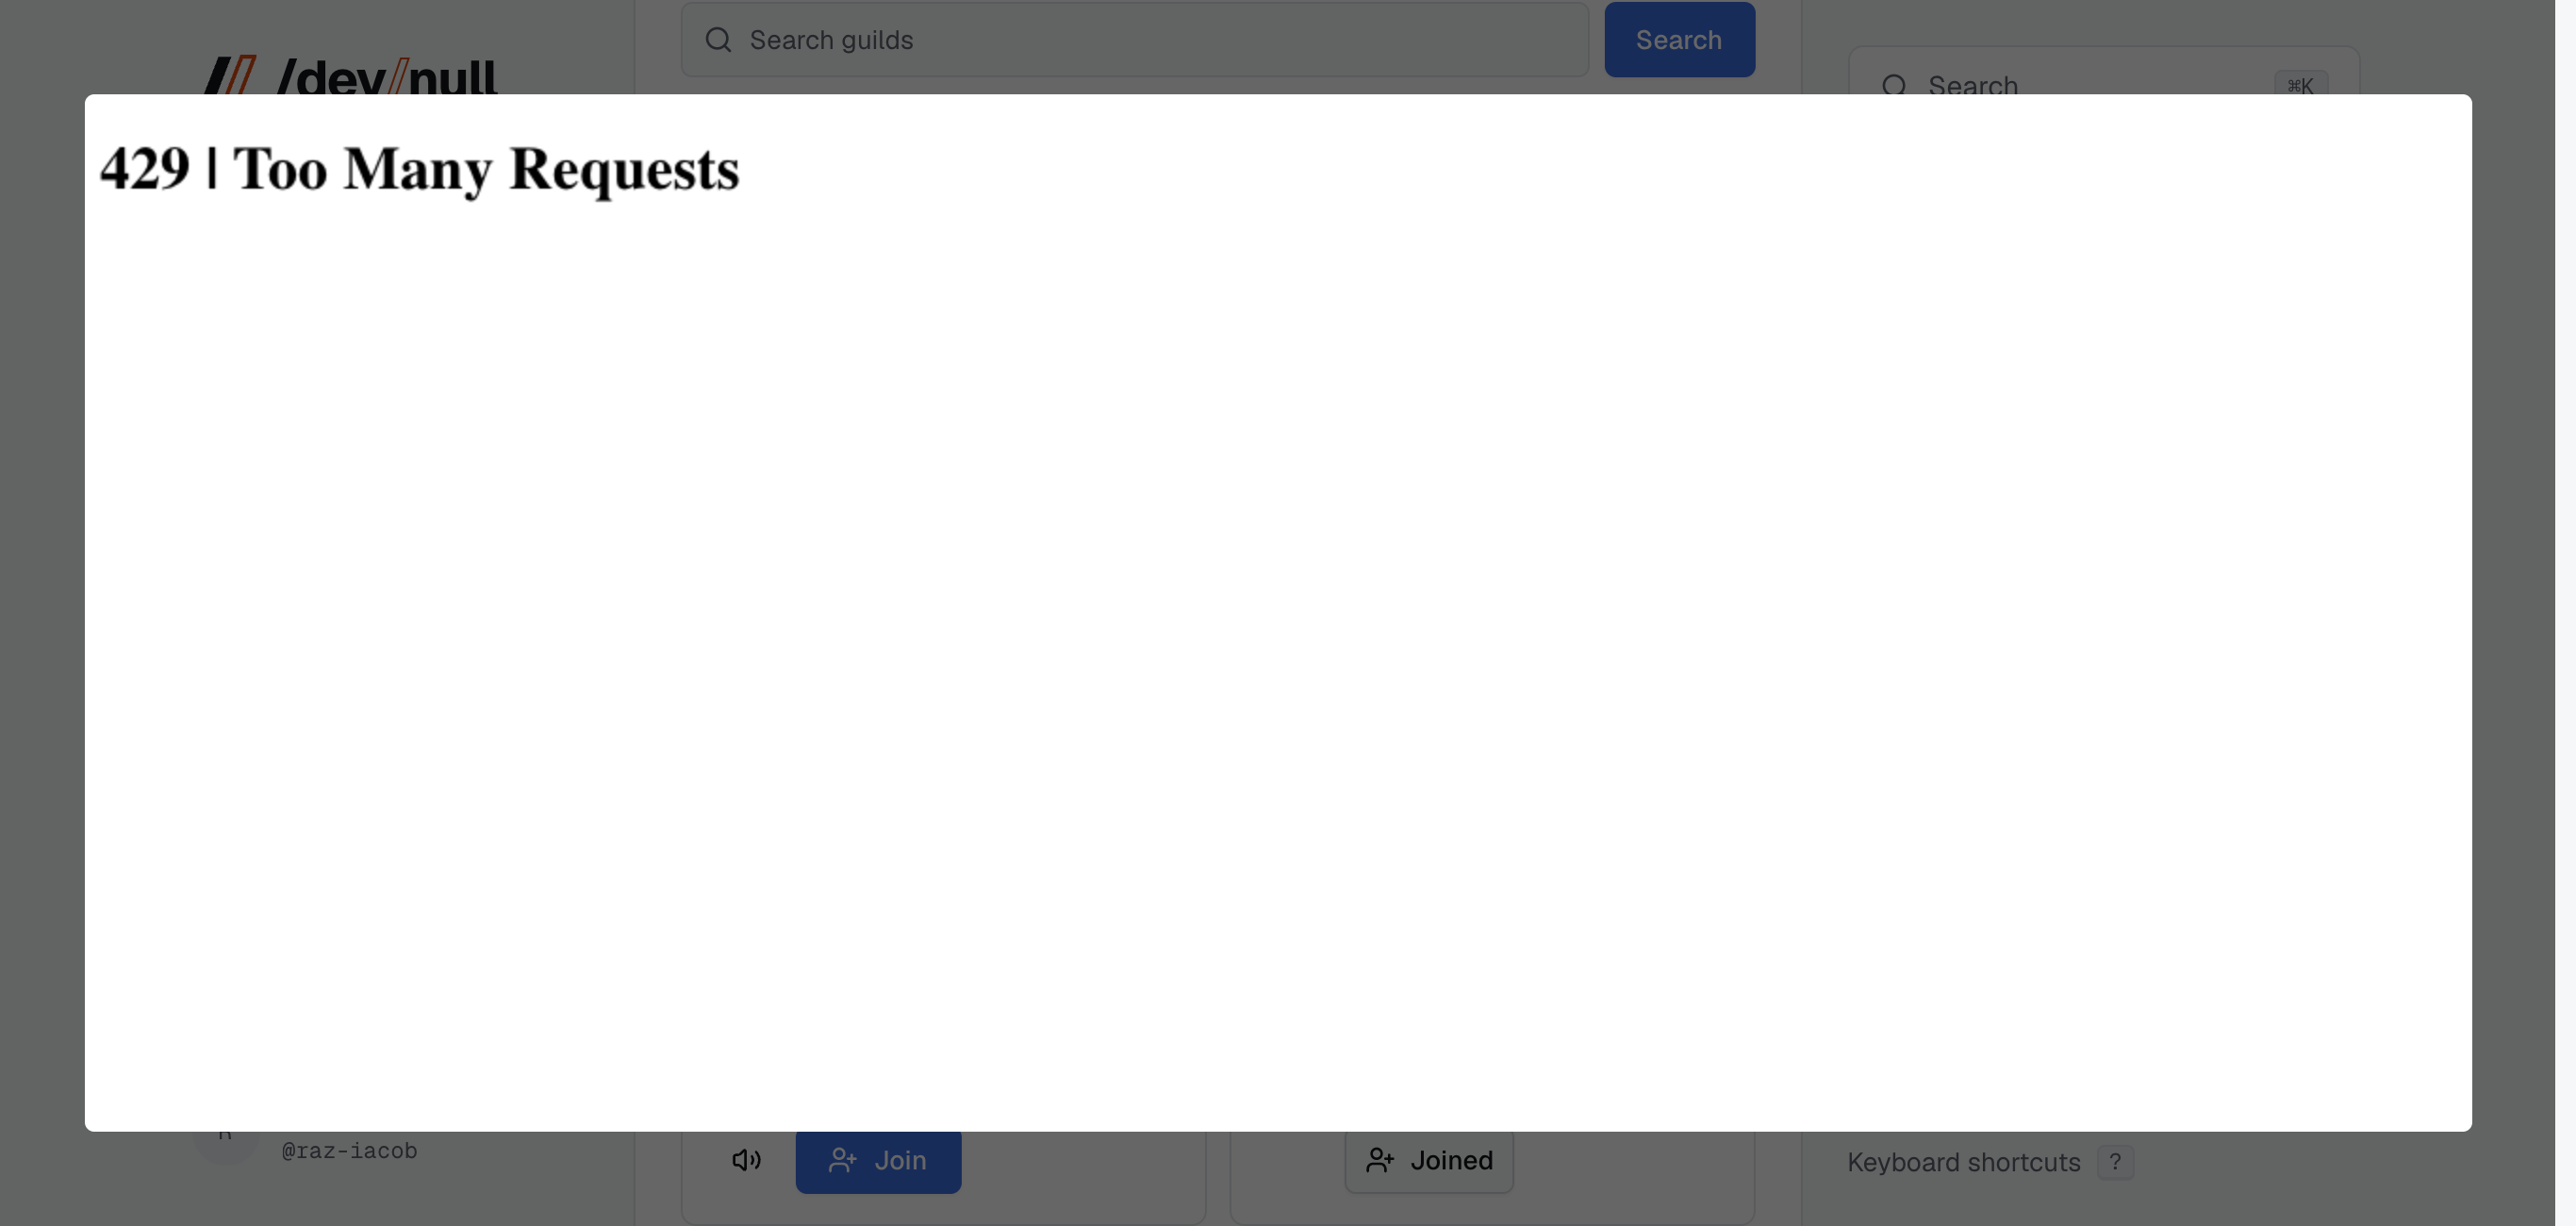 Search guilds
Search
/dev//null
Search
⌘K
429 | Too Many Requests
@raz-iacob
Join
Joined
Keyboard shortcuts ?